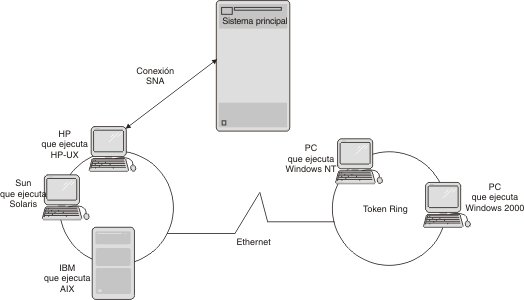 Sistema principal
Conexión
SNA
HP
que ejecuta
HP-UX
Sun
que ejecuta
Solaris
IBM
que ejecuta
AIX
Ethernet
PC
que ejecuta
Windows NT
Token Ring
PC
que ejecuta
Windows 2000